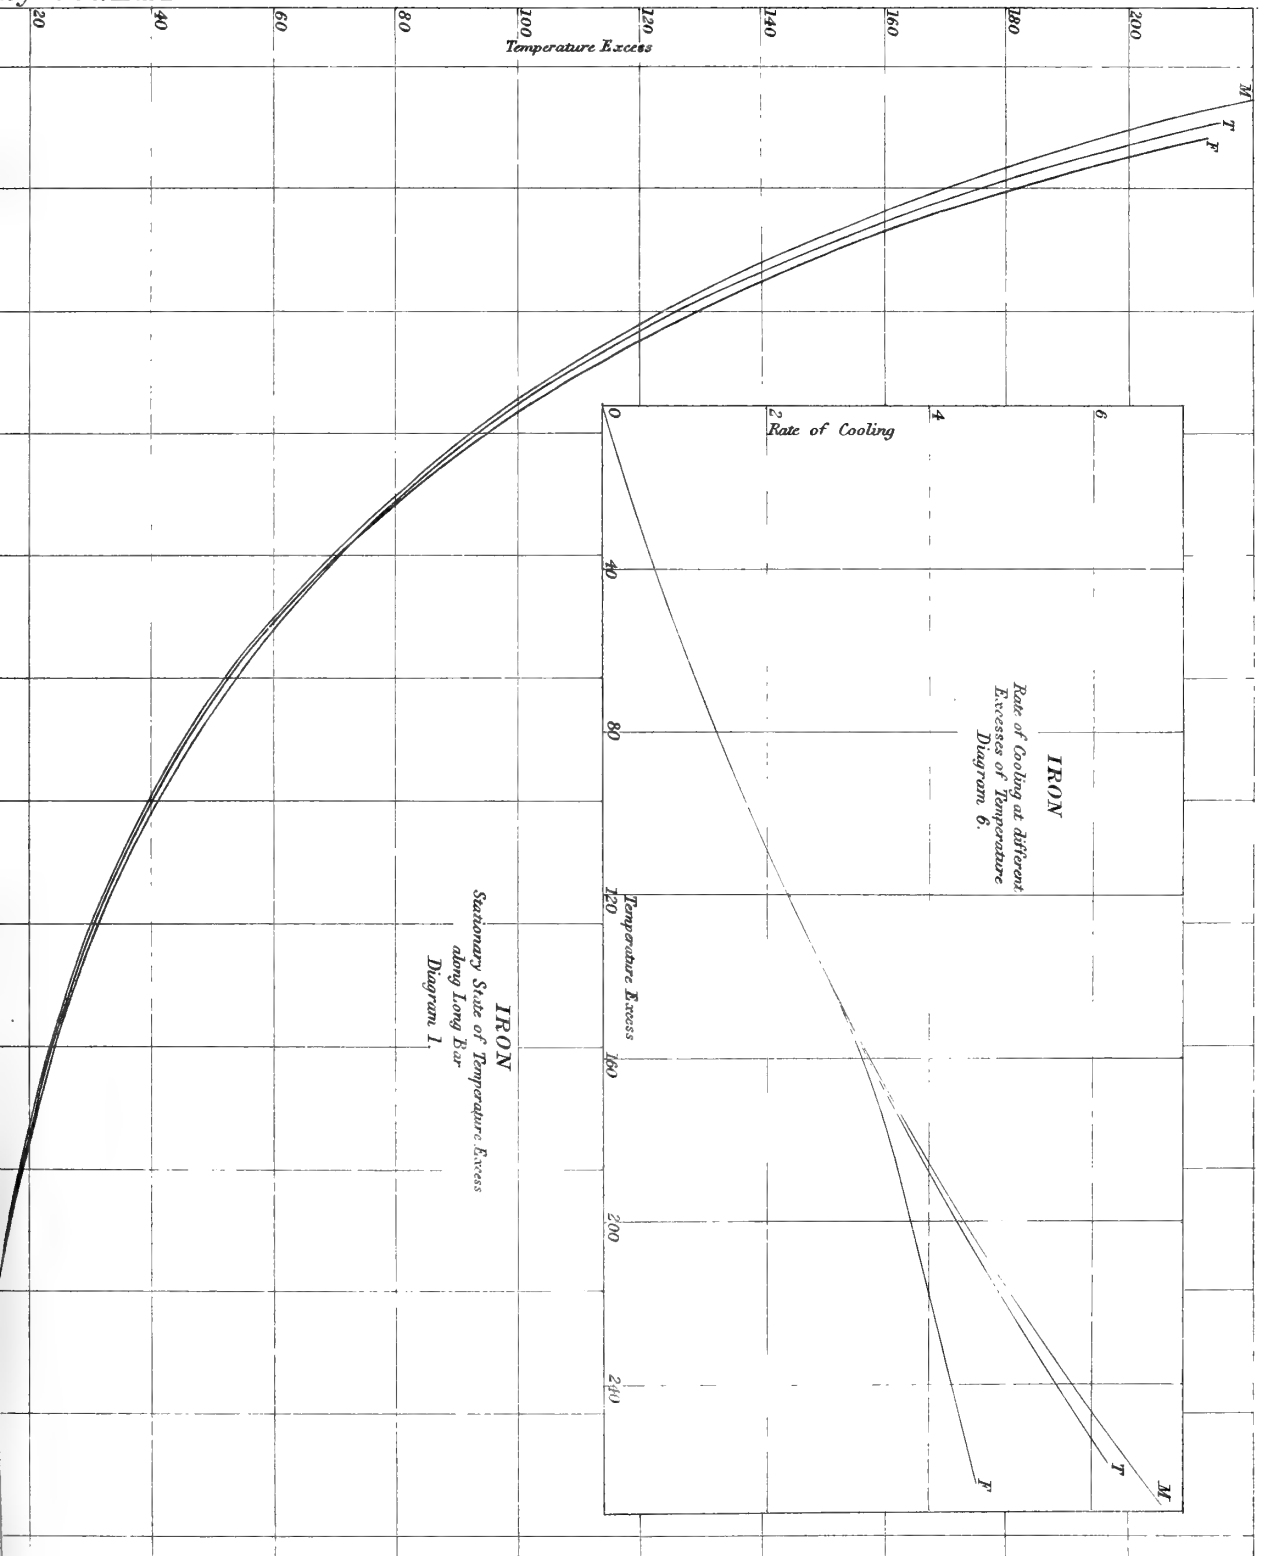 20
40
60
80
100
120
140
160
180
200
Temperature Excess
M
T
F
0
2
4
6
Rate of Cooling
40
80
120
160
200
240
Temperature Excess
IRON
Rate of Cooling at different
Excesses of Temperature
Diagram 6.
F
T
M
IRON
Stationary State of Temperature Excess
along Long Bar
Diagram 1.